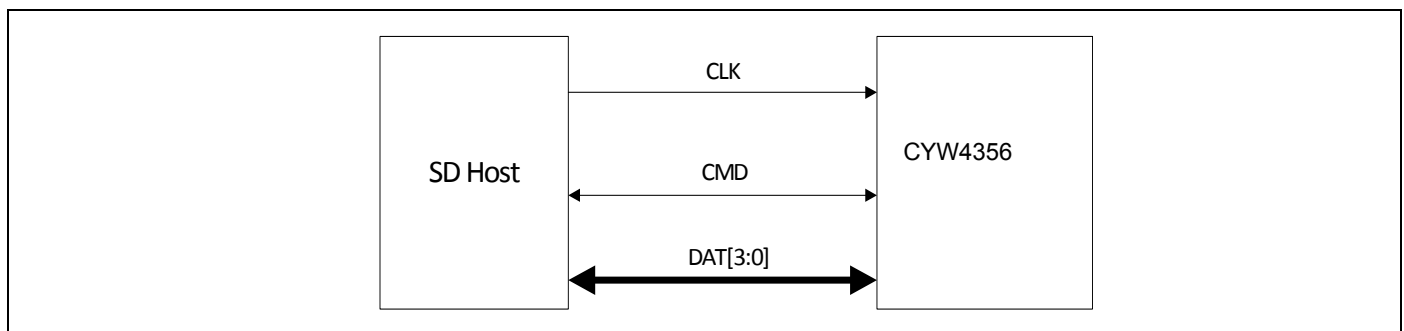 CLK
SD Host
CYW4356
CMD
DAT[3:0]